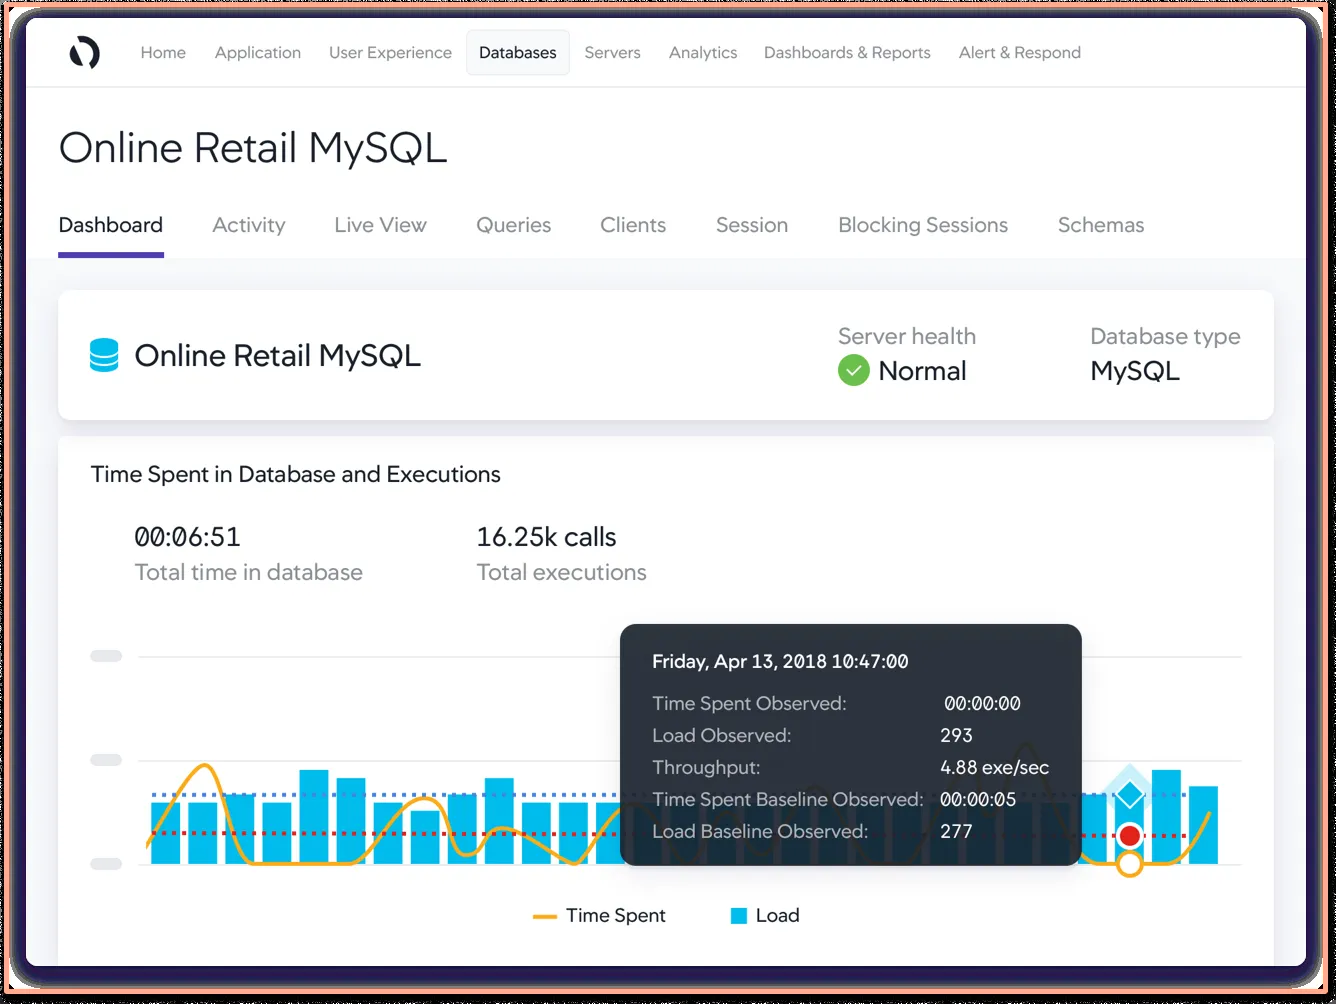 Home Application User Experience Databases Servers Analytics Dashboards & Reports Alert & Respond
Online Retail MySQL
Dashboard Activity Live View Queries Clients Session Blocking Sessions Schemas
Online Retail MySQL
Server health
Normal
Database type
MySQL
Time Spent in Database and Executions
00:06:51
Total time in database
16.25k calls
Total executions
Friday, Apr 13, 2018 10:47:00
Time Spent Observed: 00:00:00
Load Observed: 293
Throughput: 4.88 exe/sec
Time Spent Baseline Observed: 00:00:05
Load Baseline Observed: 277
Time Spent Load